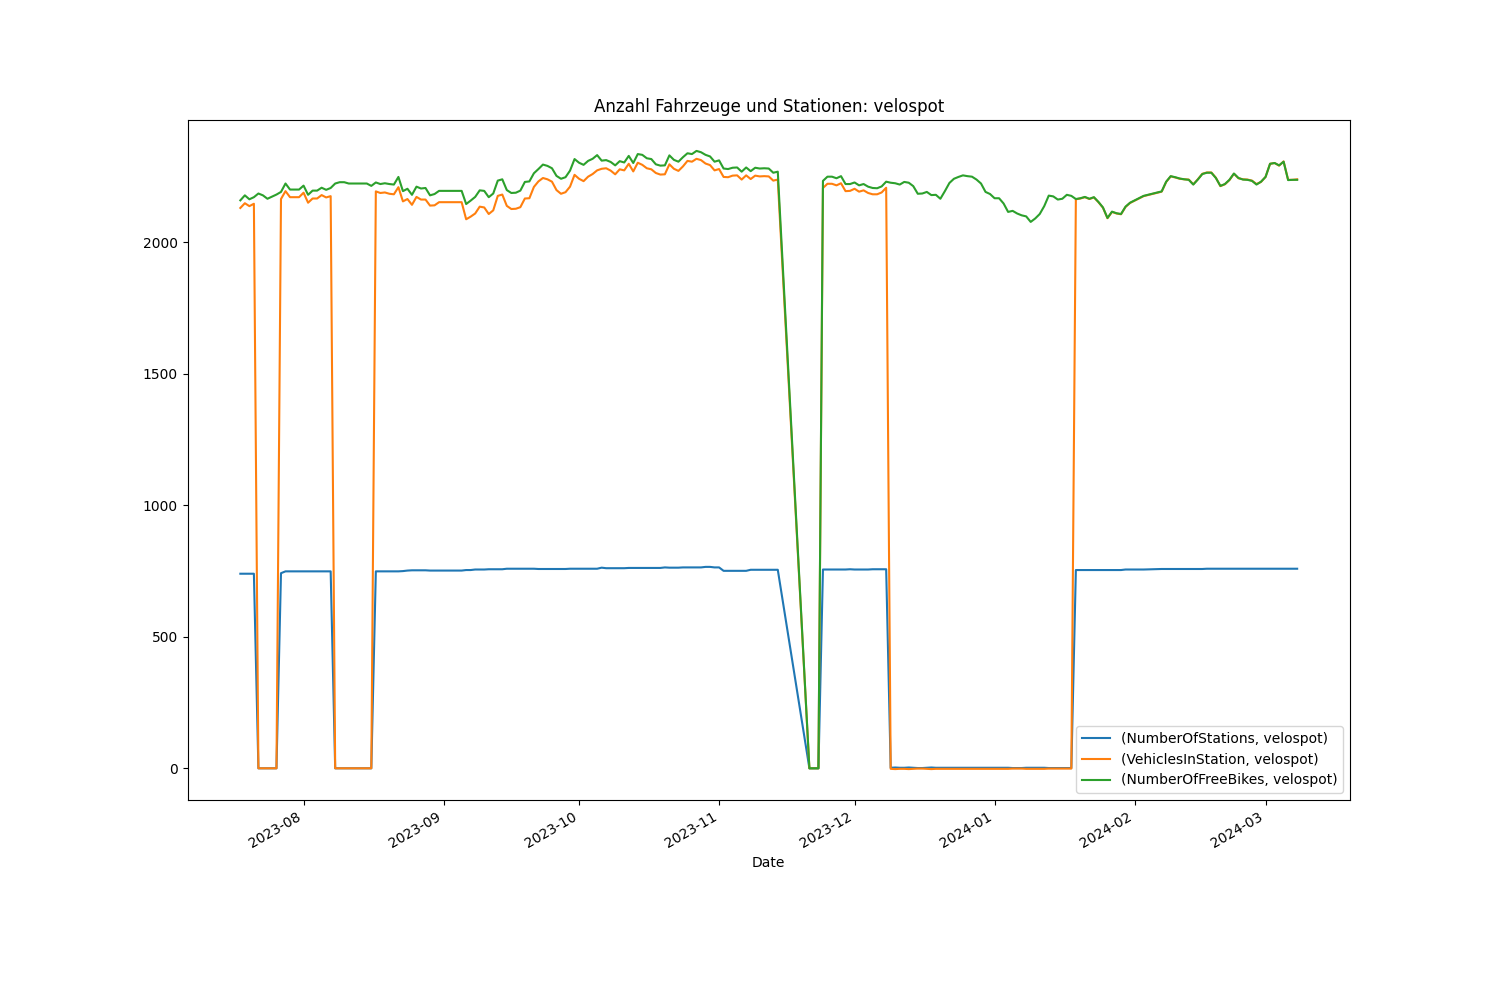 Anzahl Fahrzeuge und Stationen: velospot
2000
1500
1000
500
0
(NumberOfStations, velospot)
(VehiclesInStation, velospot)
(NumberOfFreeBikes, velospot)
2023-08
2023-09
2023-10
2023-11
2023-12
2024-01
2024-02
2024-03
Date